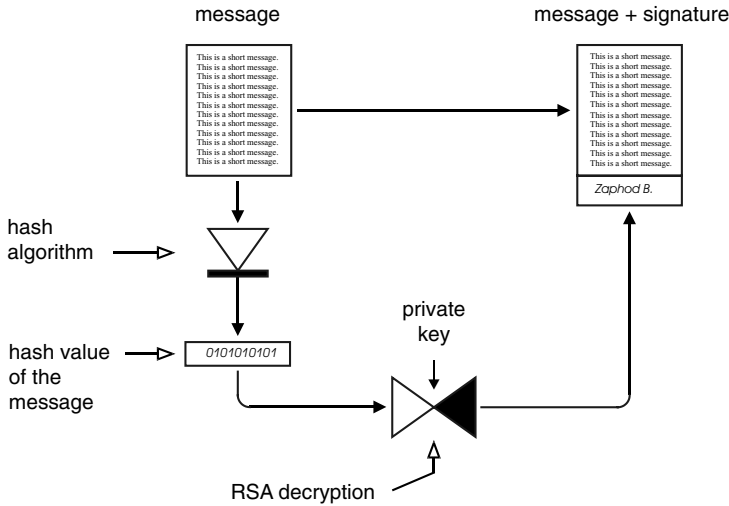 message
This is a short message.
This is a short message.
This is a short message.
This is a short message.
This is a short message.
This is a short message.
This is a short message.
This is a short message.
This is a short message.
This is a short message.
This is a short message.
This is a short message.
message + signature
This is a short message.
This is a short message.
This is a short message.
This is a short message.
This is a short message.
This is a short message.
This is a short message.
This is a short message.
This is a short message.
This is a short message.
This is a short message.
This is a short message.
Zaphod B.
hash
algorithm
hash value
of the
message
0101010101
private
key
RSA decryption